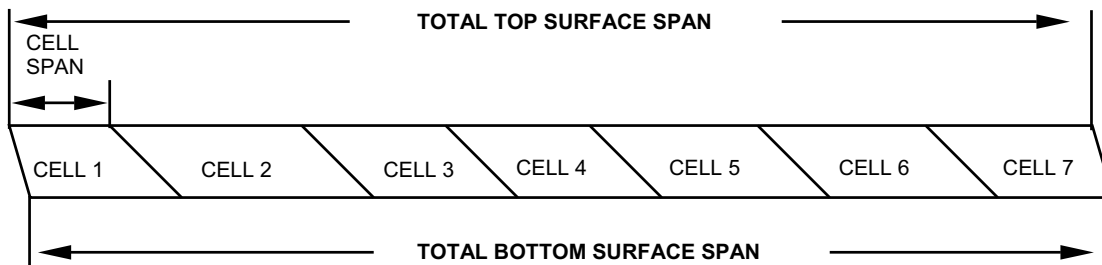 TOTAL TOP SURFACE SPAN
CELL
SPAN
CELL 1
CELL 2
CELL 3
CELL 4
CELL 5
CELL 6
CELL 7
TOTAL BOTTOM SURFACE SPAN